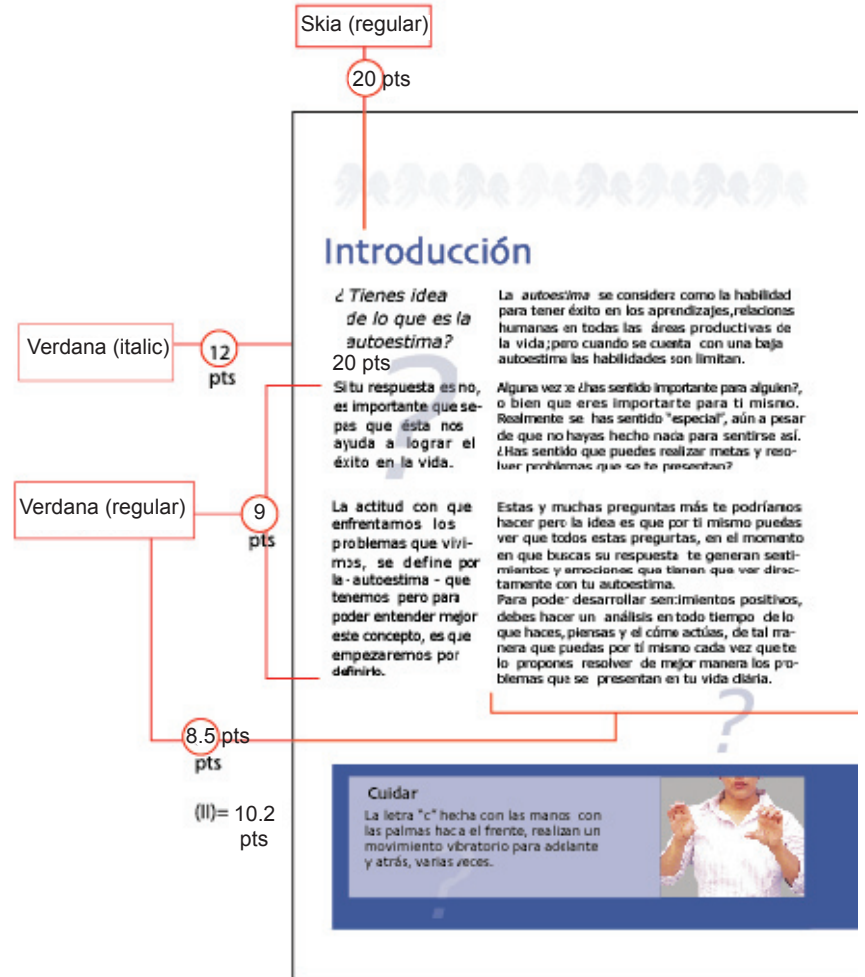 Skia (regular)
20 pts
Introducción
¿Tienes idea
de lo que es la
autoestima?
20 pts
Verdana (italic)
12
pts
Si tu respuesta es no,
es importante que se-
pas que ésta nos
ayuda a lograr el
éxito en la vida.
Verdana (regular)
9
pts
La actitud con que
enfrentamos los
problemas que vivi-
mos, se define por
la - autoestima - que
tenemos pero para
poder entender mejor
este concepto, es que
empezaremos por
definirlo.
La autoestima se considera como la habilidad
para tener éxito en los aprendizajes,relaciones
humanas en todas las áreas productivas de
la vida;pero cuando se cuenta con una baja
autoestima las habilidades son limitan.
Alguna vez te ¿has sentido importante para alguien?,
o bien que eres importarte para ti mismo.
Realmente se has sentido "especial", aún a pesar
de que no hayas hecho nada para sentirse así.
¿Has sentido que puedes realizar metas y reso-
lver problemas que se te presentan?
Estas y muchas preguntas más te podríamos
hacer pero la idea es que por ti mismo puedas
ver que todos estas pregurtas, en el momento
en que buscas su respuesta te generan senti-
mientos y emociones que tienen que ver direc-
tamente con tu autoestima.
Para poder desarrollar sentimientos positivos,
debes hacer un análisis en todo tiempo de lo
que haces, piensas y el cómo actúas, de tal ma-
nera que puedas por tí mismo cada vez que te
lo propones resolver de mejor manera los pro-
blemas que se presentan en tu vida diária.
?
?
8.5 pts
pts
(II)= 10.2
pts
Cuidar
La letra "c" hecha con las manos con
las palmas hacia el frente, realizan un
movimiento vibratorio para adelante
y atrás, varias veces.
?